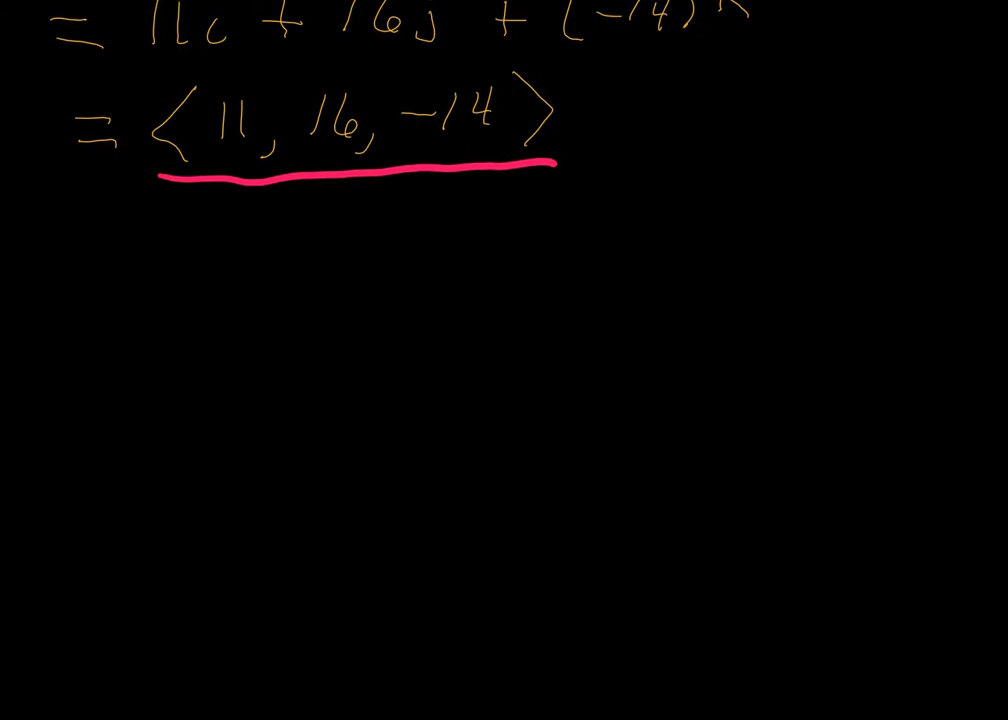 = 11i + 16j + (-14)k
= ⟨ 11, 16, -14 ⟩